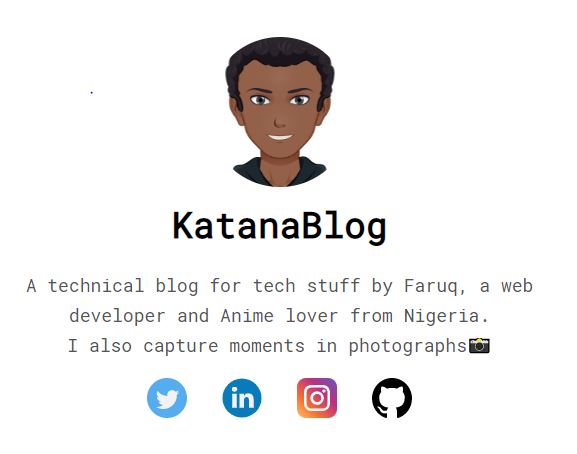 KatanaBlog
A technical blog for tech stuff by Faruq, a web
developer and Anime lover from Nigeria.
I also capture moments in photographs📸
in